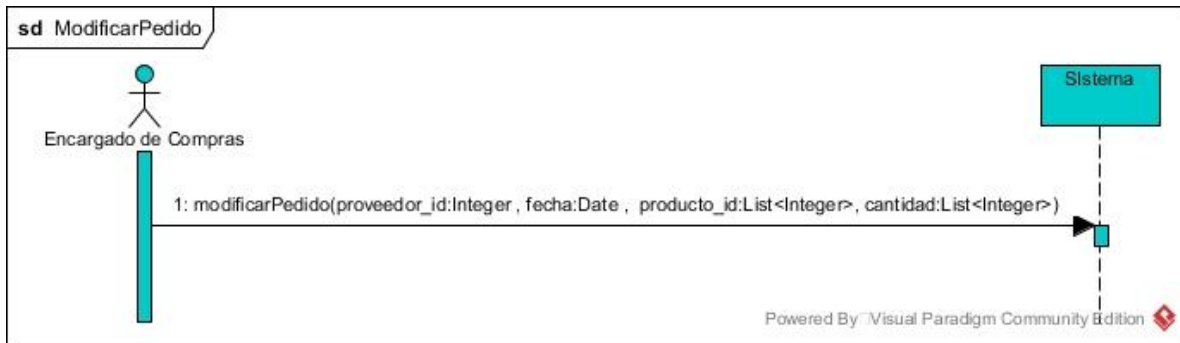 sd ModificarPedido
SIstema
Encargado de Compras
1: modificarPedido(proveedor_id:Integer , fecha:Date , producto_id:List<Integer>, cantidad:List<Integer>)
Powered By Visual Paradigm Community Edition